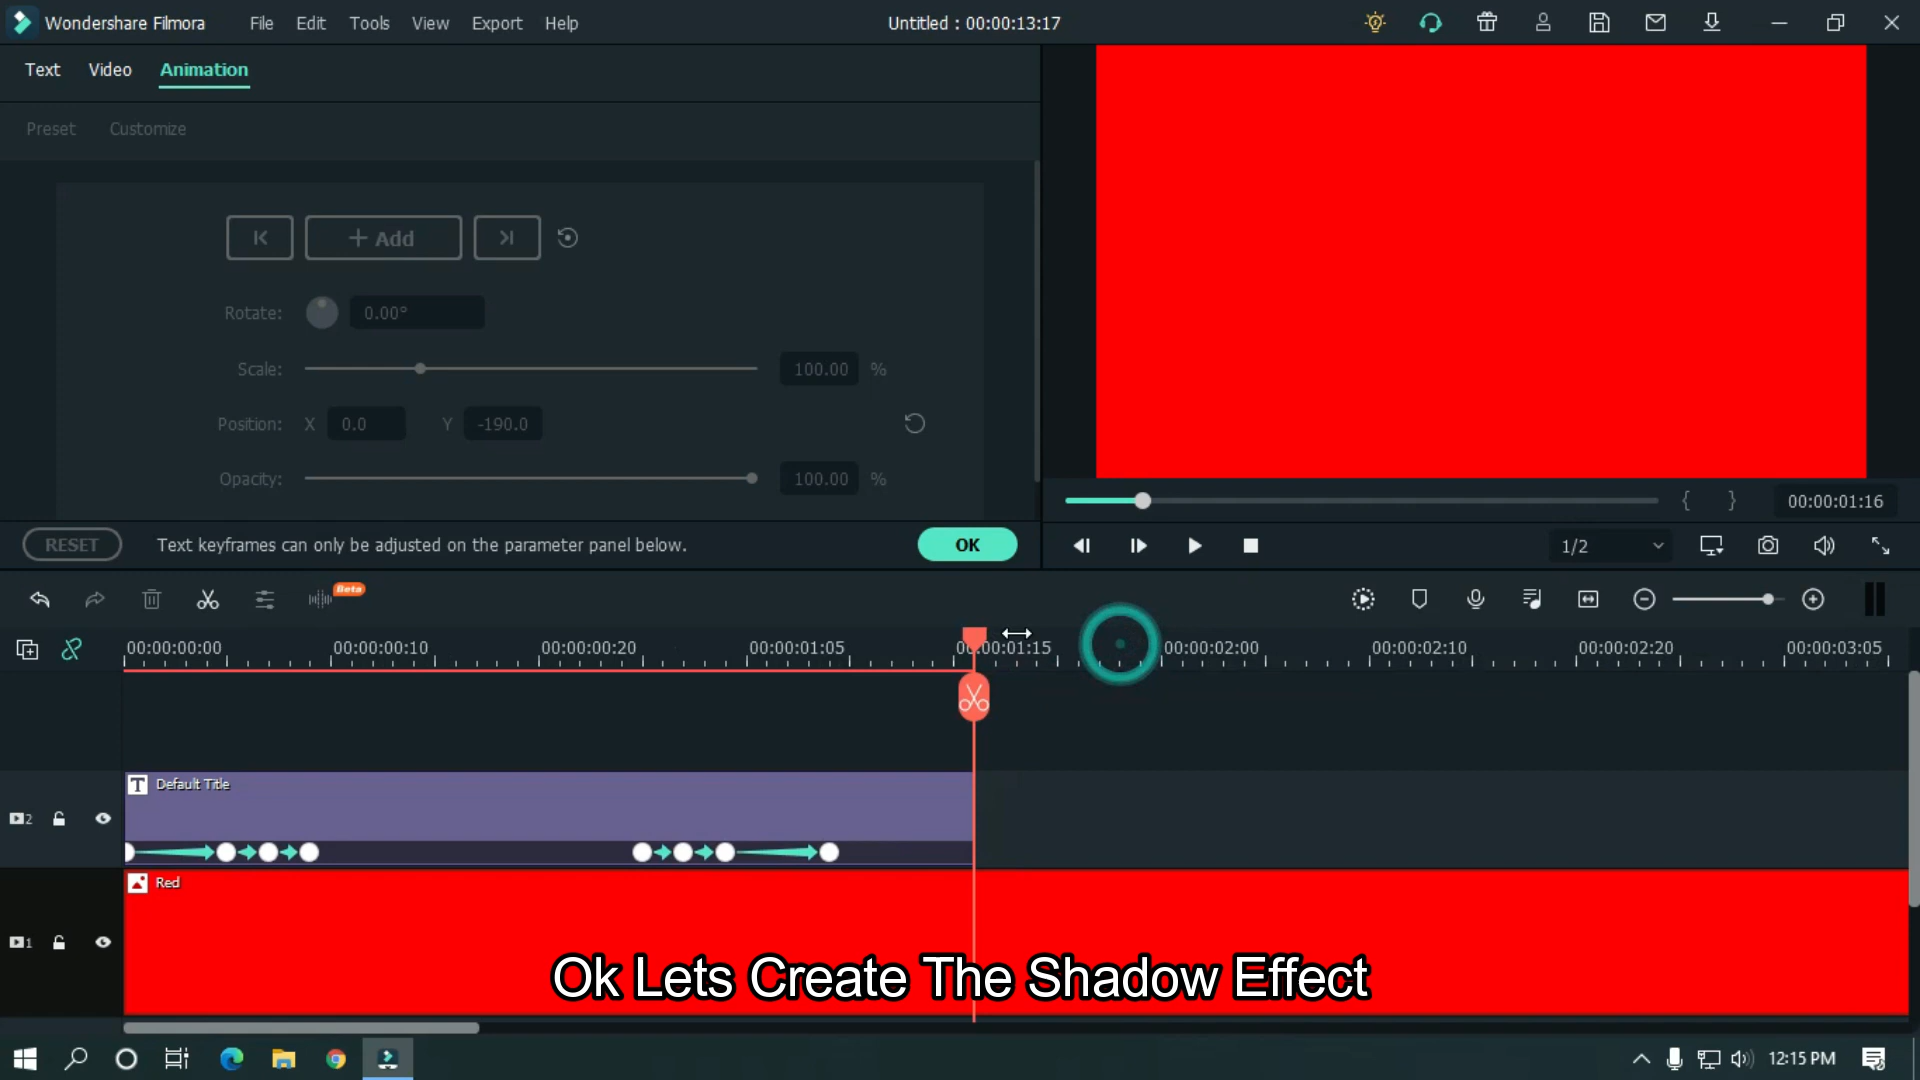 Wondershare Filmora File Edit Tools View Export Help Untitled : 00:00:13:17
Text Video Animation
Preset Customize
Add
Rotate: 0.00°
Scale: 100.00 %
Position: X 0.0 Y -190.0
Opacity: 100.00 %
00:00:01:16
RESET Text keyframes can only be adjusted on the parameter panel below. OK
1/2
Beta
00:00:00:00 00:00:00:10 00:00:00:20 00:00:01:05 00:00:01:15 00:00:02:00 00:00:02:10 00:00:02:20 00:00:03:05
T Default Title
2
Red
1
Ok Lets Create The Shadow Effect
12:15 PM